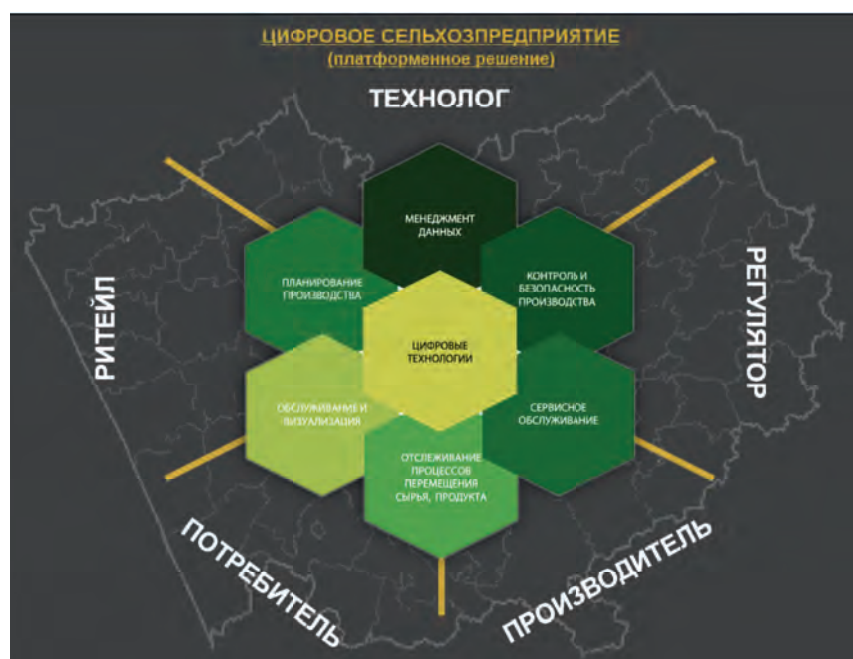 ЦИФРОВОЕ СЕЛЬХОЗПРЕДПРИЯТИЕ
(платформенное решение)
ТЕХНОЛОГ
МЕНЕДЖМЕНТ
ДАННЫХ
ПЛАНИРОВАНИЕ
ПРОИЗВОДСТВА
КОНТРОЛЬ И
БЕЗОПАСНОСТЬ
ПРОИЗВОДСТВА
РИТЕЙЛ
РЕГУЛЯТОР
ЦИФРОВЫЕ
ТЕХНОЛОГИИ
ОБСЛУЖИВАНИЕ И
ВИЗУАЛИЗАЦИЯ
СЕРВИСНОЕ
ОБСЛУЖИВАНИЕ
ОТСЛЕЖИВАНИЕ
ПРОЦЕССОВ
ПЕРЕМЕЩЕНИЯ
СЫРЬЯ, ПРОДУКТА
ПОТРЕБИТЕЛЬ
ПРОИЗВОДИТЕЛЬ